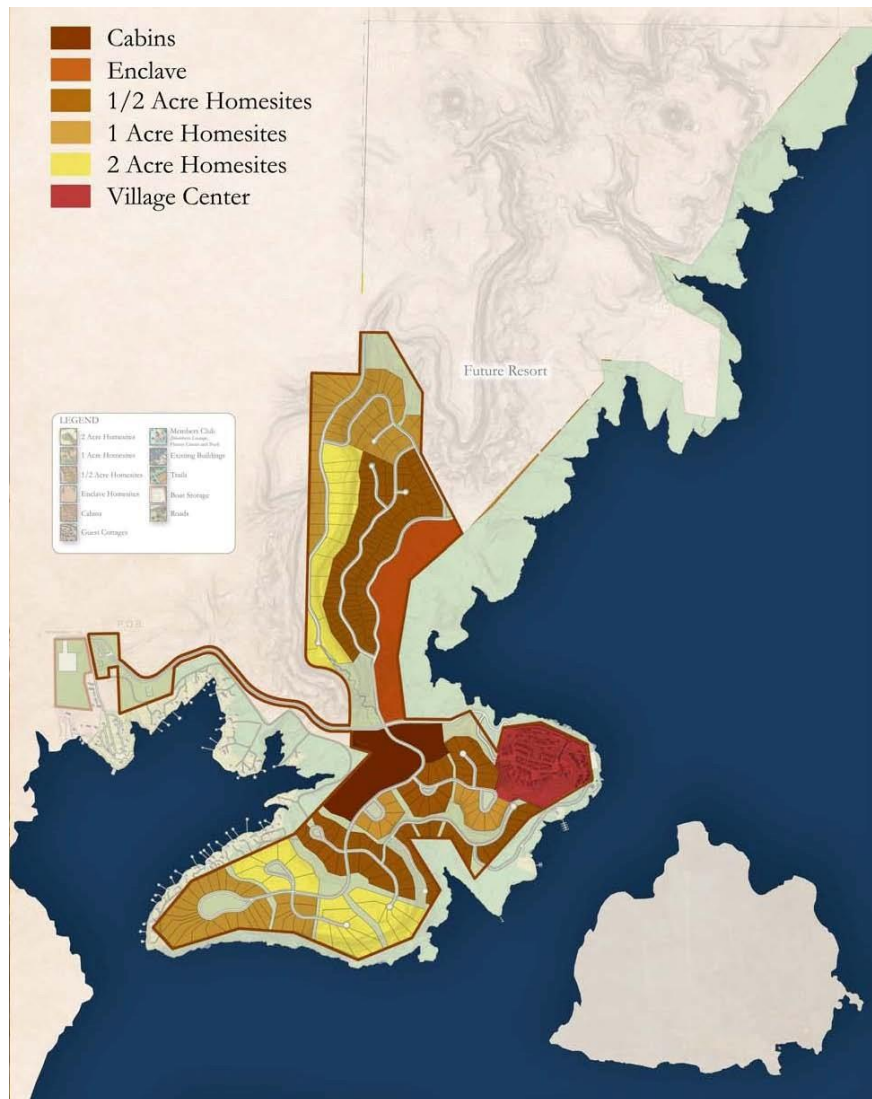 Cabins
Enclave
1/2 Acre Homesites
1 Acre Homesites
2 Acre Homesites
Village Center
Future Resort
LEGEND
2 Acre Homesites
1 Acre Homesites
1/2 Acre Homesites
Enclave Homesites
Cabins
Guest Cottages
Members Club
Existing Buildings
Trails
Boat Storage
Roads